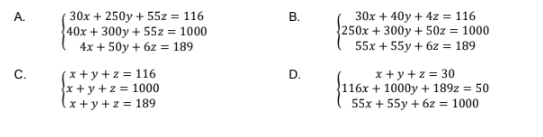 A. 30x + 250y + 55z = 116
40x + 300y + 55z = 1000
4x + 50y + 6z = 189
B. 30x + 40y + 4z = 116
250x + 300y + 50z = 1000
55x + 55y + 6z = 189
C. x + y + z = 116
x + y + z = 1000
x + y + z = 189
D. x + y + z = 30
116x + 1000y + 189z = 50
55x + 55y + 6z = 1000